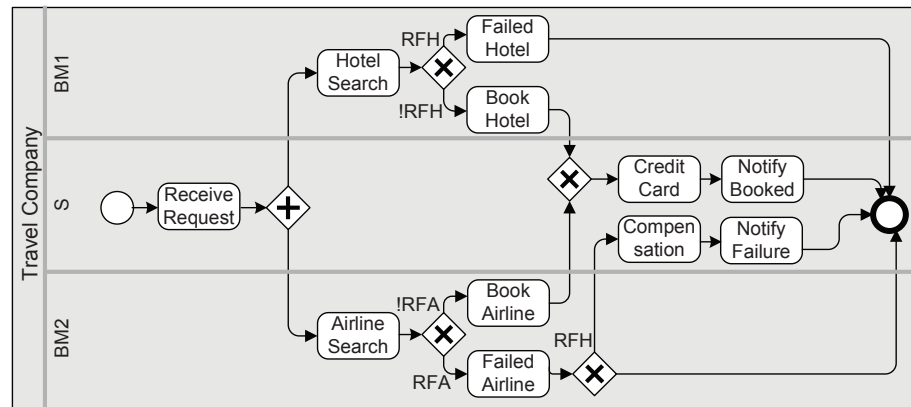 Travel Company
BM1
S
BM2
RFH
Failed
Hotel
Hotel
Search
!RFH
Book
Hotel
Receive
Request
Credit
Card
Notify
Booked
Compen
sation
Notify
Failure
!RFA
Book
Airline
Airline
Search
RFH
RFA
Failed
Airline